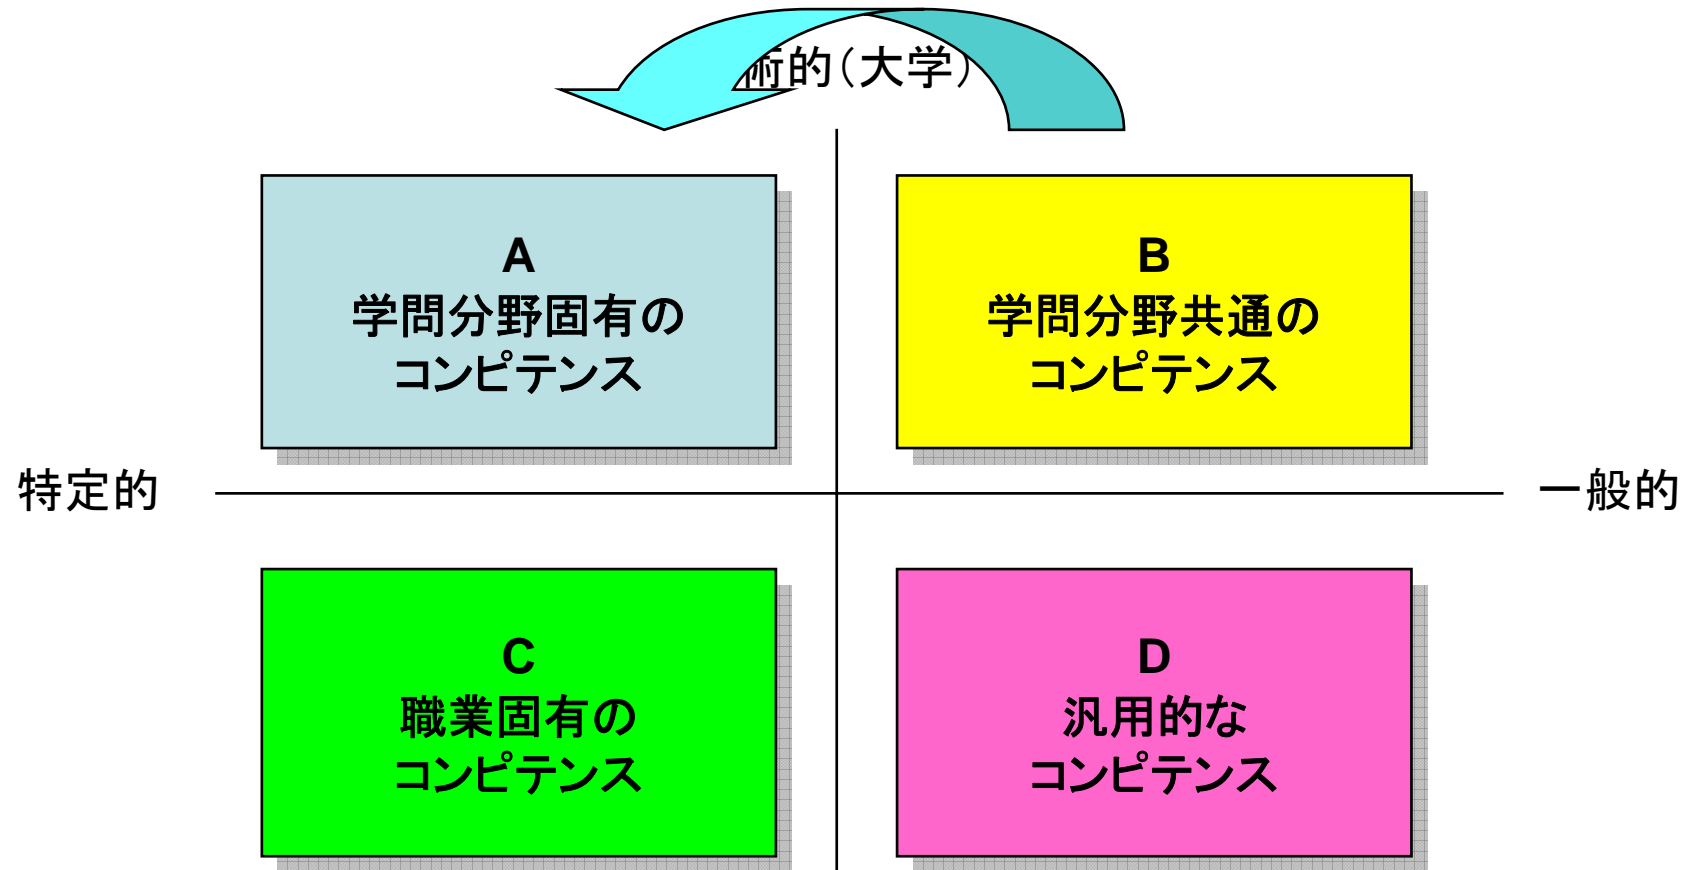 術的（大学）
A
学問分野固有の
コンピテンス
B
学問分野共通の
コンピテンス
特定的
一般的
C
職業固有の
コンピテンス
D
汎用的な
コンピテンス